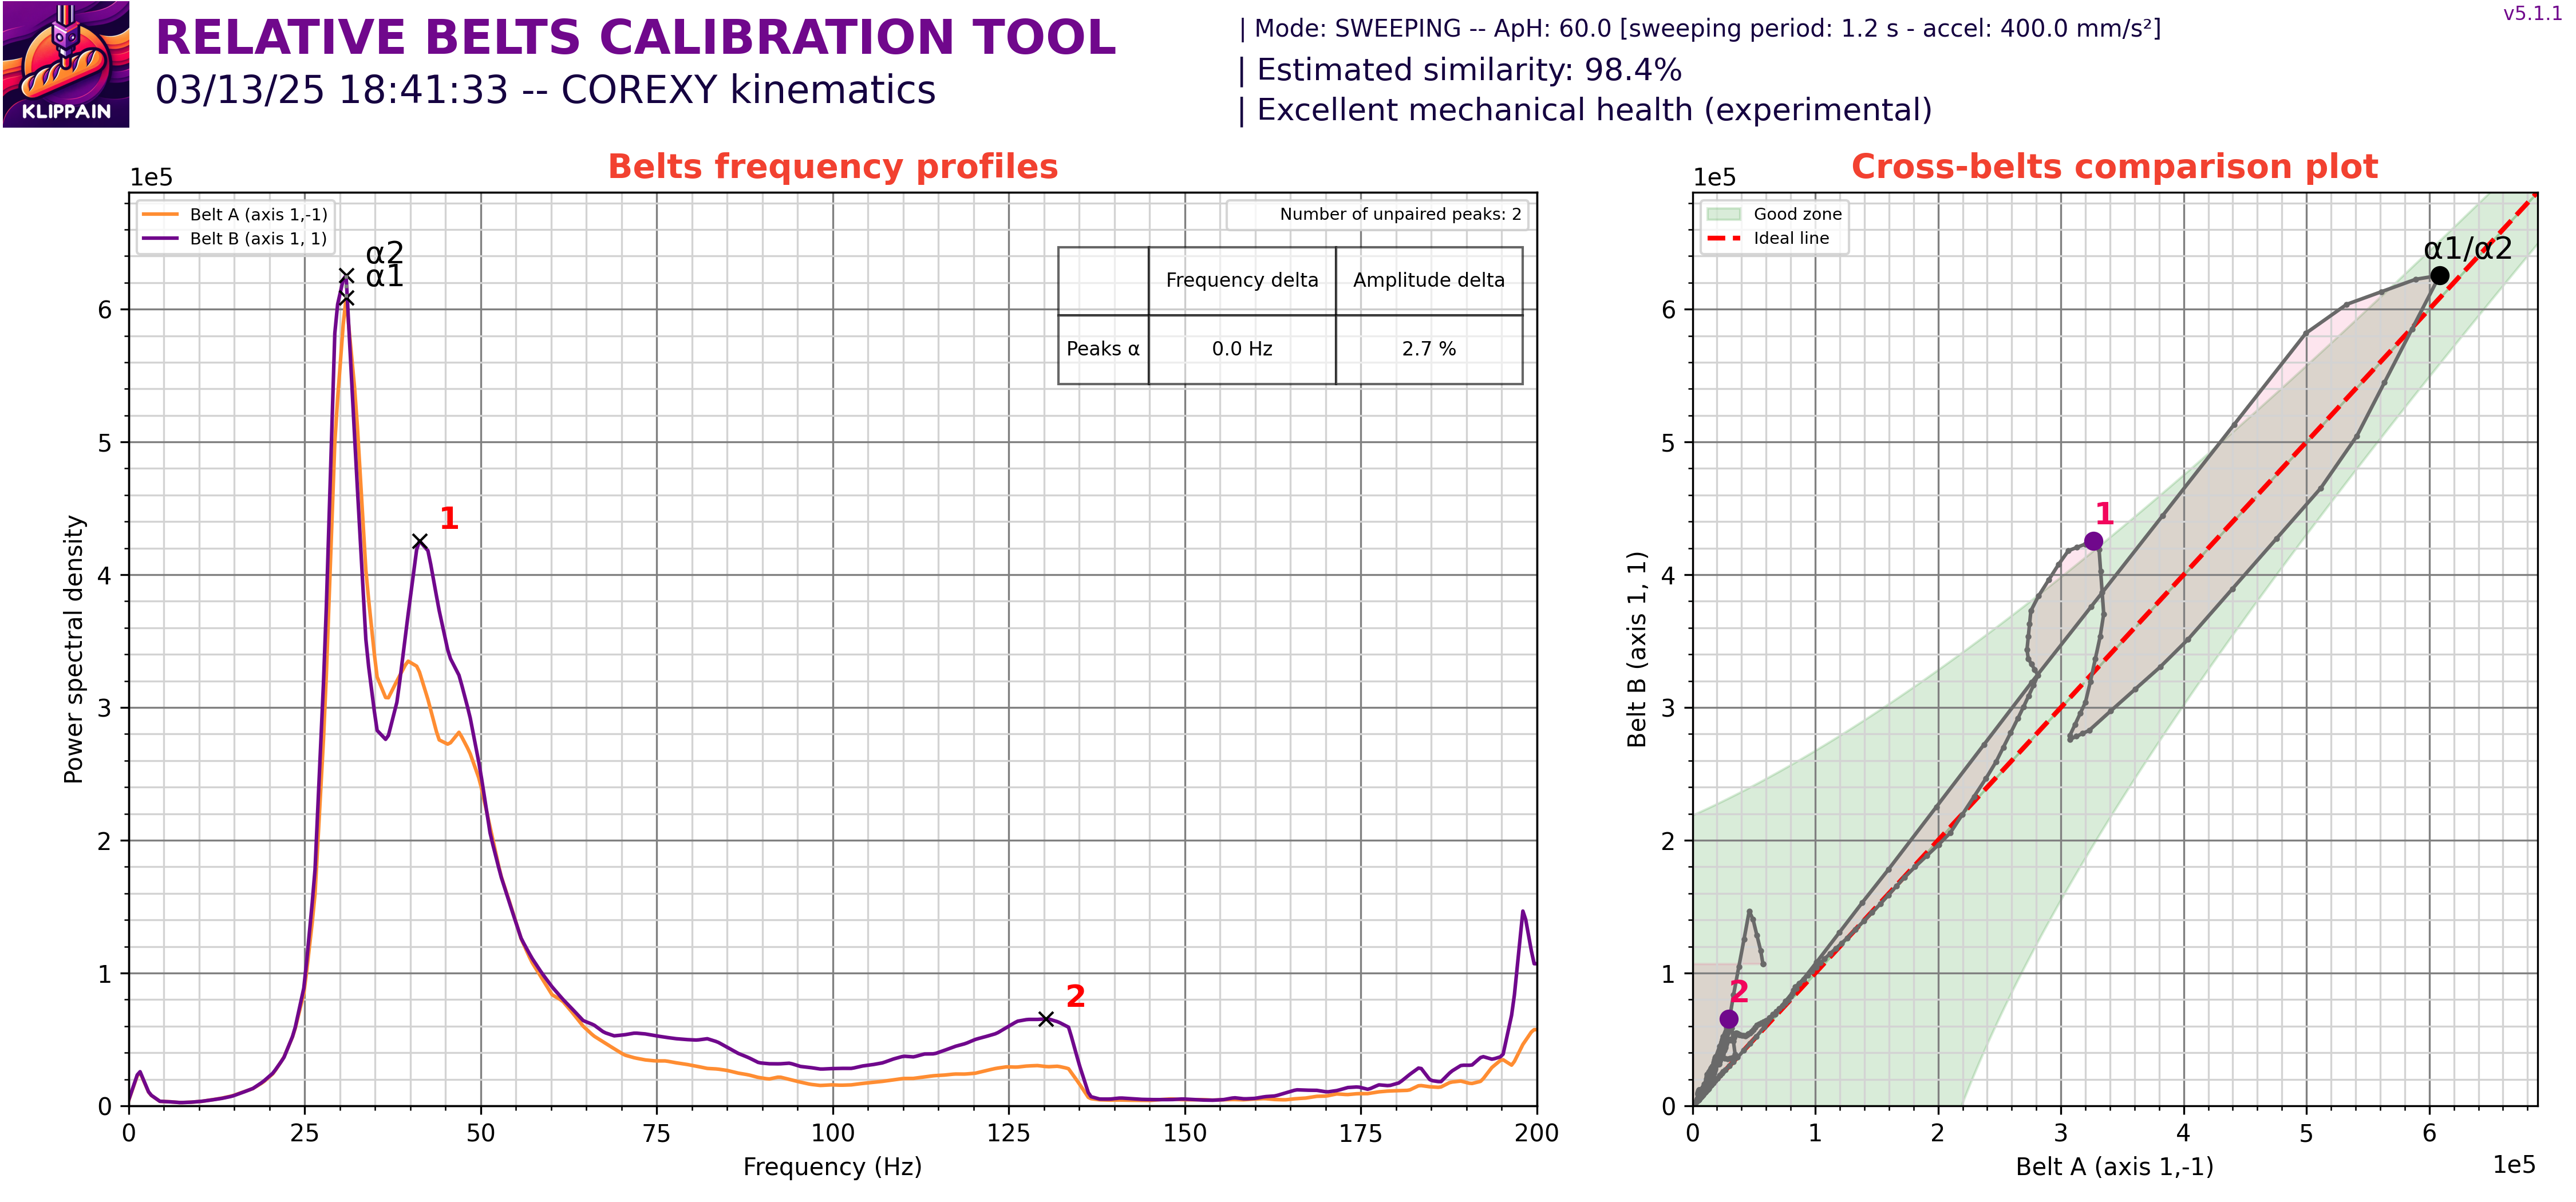 v5.1.1
KLIPPAIN
RELATIVE BELTS CALIBRATION TOOL
03/13/25 18:41:33 -- COREXY kinematics
| Mode: SWEEPING -- ApH: 60.0 [sweeping period: 1.2 s - accel: 400.0 mm/s²]
| Estimated similarity: 98.4%
| Excellent mechanical health (experimental)
Belts frequency profiles
1e5
Belt A (axis 1,-1)
Belt B (axis 1, 1)
Number of unpaired peaks: 2
Frequency delta Amplitude delta
Peaks α 0.0 Hz 2.7 %
α2
α1
1
2
Power spectral density
6
5
4
3
2
1
0
0 25 50 75 100 125 150 175 200
Frequency (Hz)
Cross-belts comparison plot
1e5
Good zone
Ideal line
α1/α2
1
2
Belt B (axis 1, 1)
6
5
4
3
2
1
0
0 1 2 3 4 5 6
1e5
Belt A (axis 1,-1)